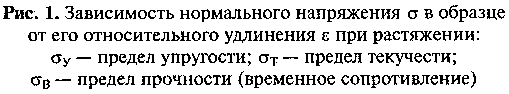 Рис. 1. Зависимость нормального напряжения σ в образце
от его относительного удлинения ε при растяжении:
σУ — предел упругости; σТ — предел текучести;
σВ — предел прочности (временное сопротивление)